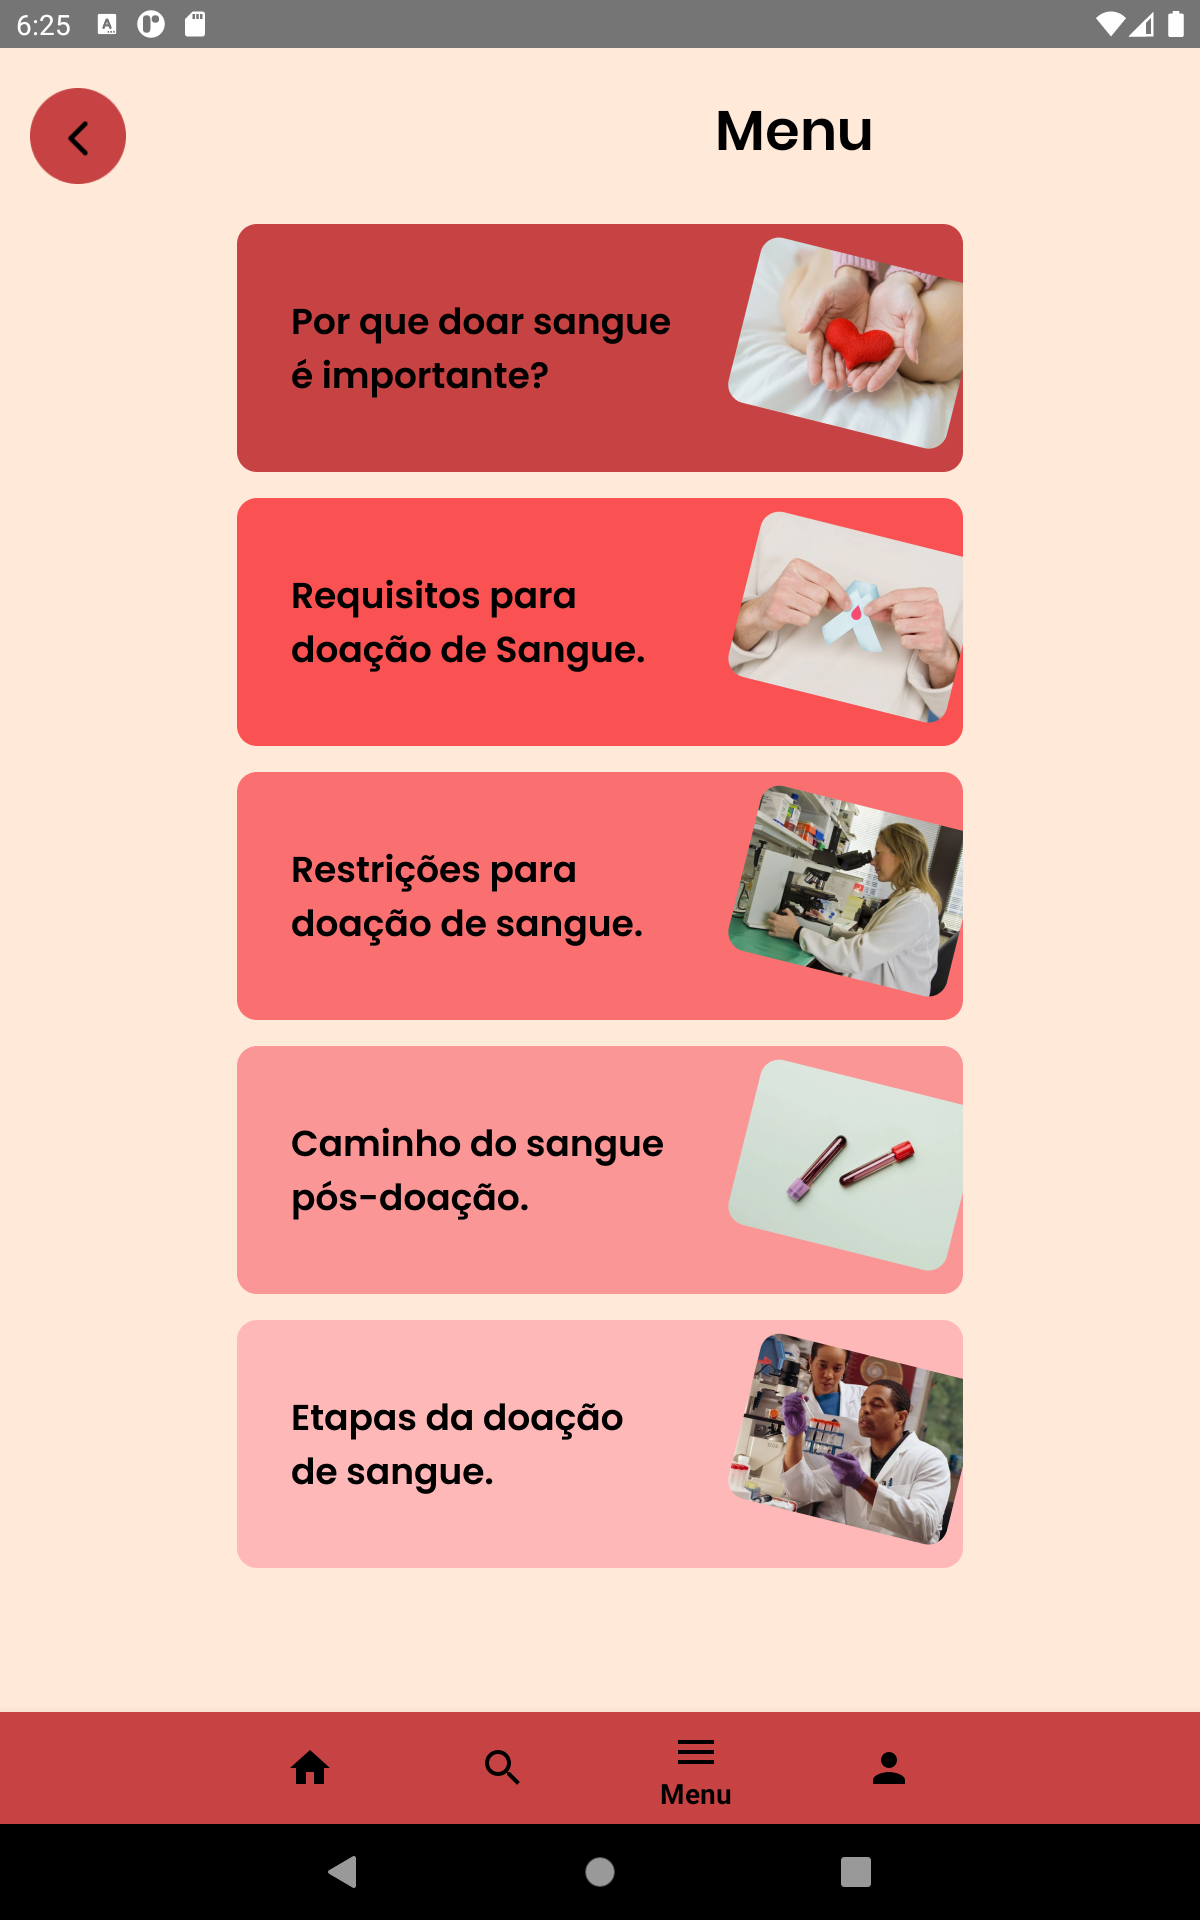 6:25
Menu
Por que doar sangue
é importante?
Requisitos para
doação de Sangue.
Restrições para
doação de sangue.
Caminho do sangue
pós-doação.
Etapas da doação
de sangue.
Menu